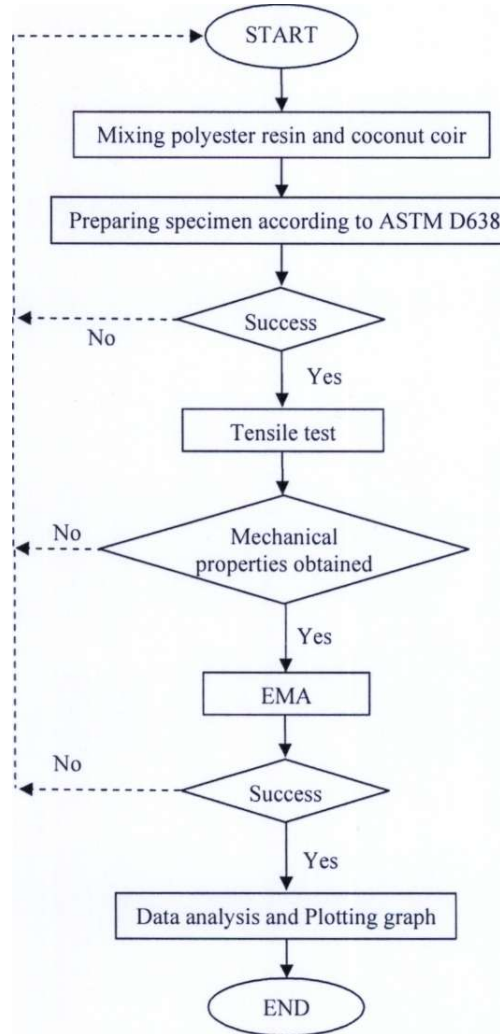 START
Mixing polyester resin and coconut coir
Preparing specimen according to ASTM D638
Success
No
Yes
Tensile test
No
Mechanical
properties obtained
Yes
EMA
No
Success
Yes
Data analysis and Plotting graph
END